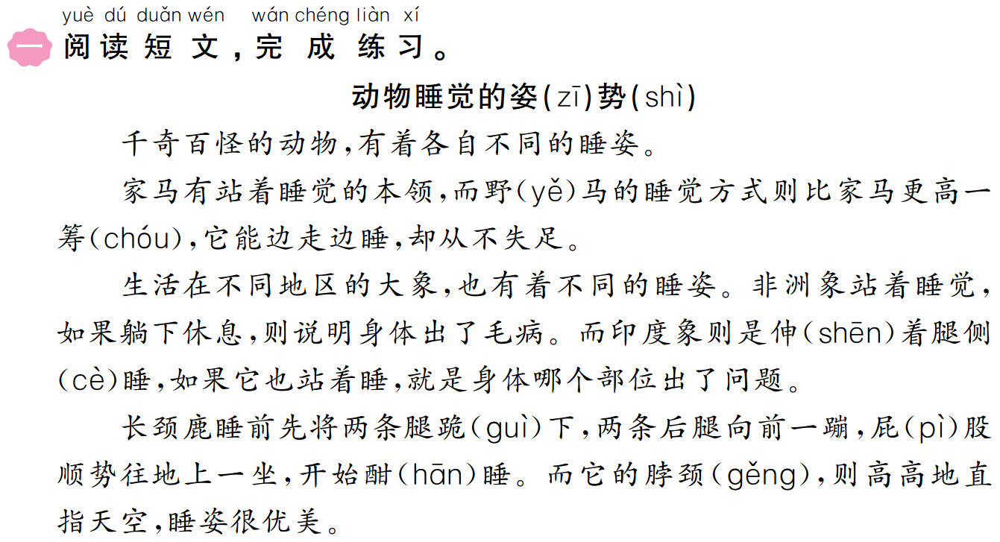 yuè dú duǎn wén wán chéng liàn xí
一 阅读短文,完成练习。
动物睡觉的姿(zī)势(shì)
千奇百怪的动物,有着各自不同的睡姿。
家马有站着睡觉的本领,而野(yě)马的睡觉方式则比家马更高一
筹(chóu),它能边走边睡,却从不失足。
生活在不同地区的大象,也有着不同的睡姿。非洲象站着睡觉,
如果躺下休息,则说明身体出了毛病。而印度象则是伸(shēn)着腿侧
(cè)睡,如果它也站着睡,就是身体哪个部位出了问题。
长颈鹿睡前先将两条腿跪(guì)下,两条后腿向前一蹦,屁(pì)股
顺势往地上一坐,开始酣(hān)睡。而它的脖颈(gěng),则高高地直
指天空,睡姿很优美。